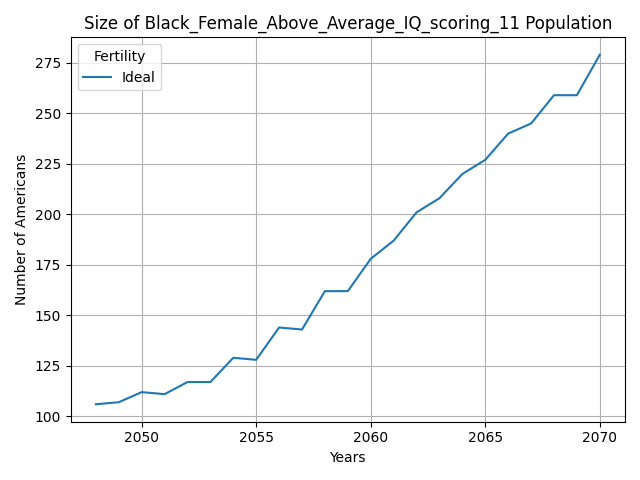 Size of Black_Female_Above_Average_IQ_scoring_11 Population
Fertility
Ideal
Number of Americans
275
250
225
200
175
150
125
100
2050 2055 2060 2065 2070
Years